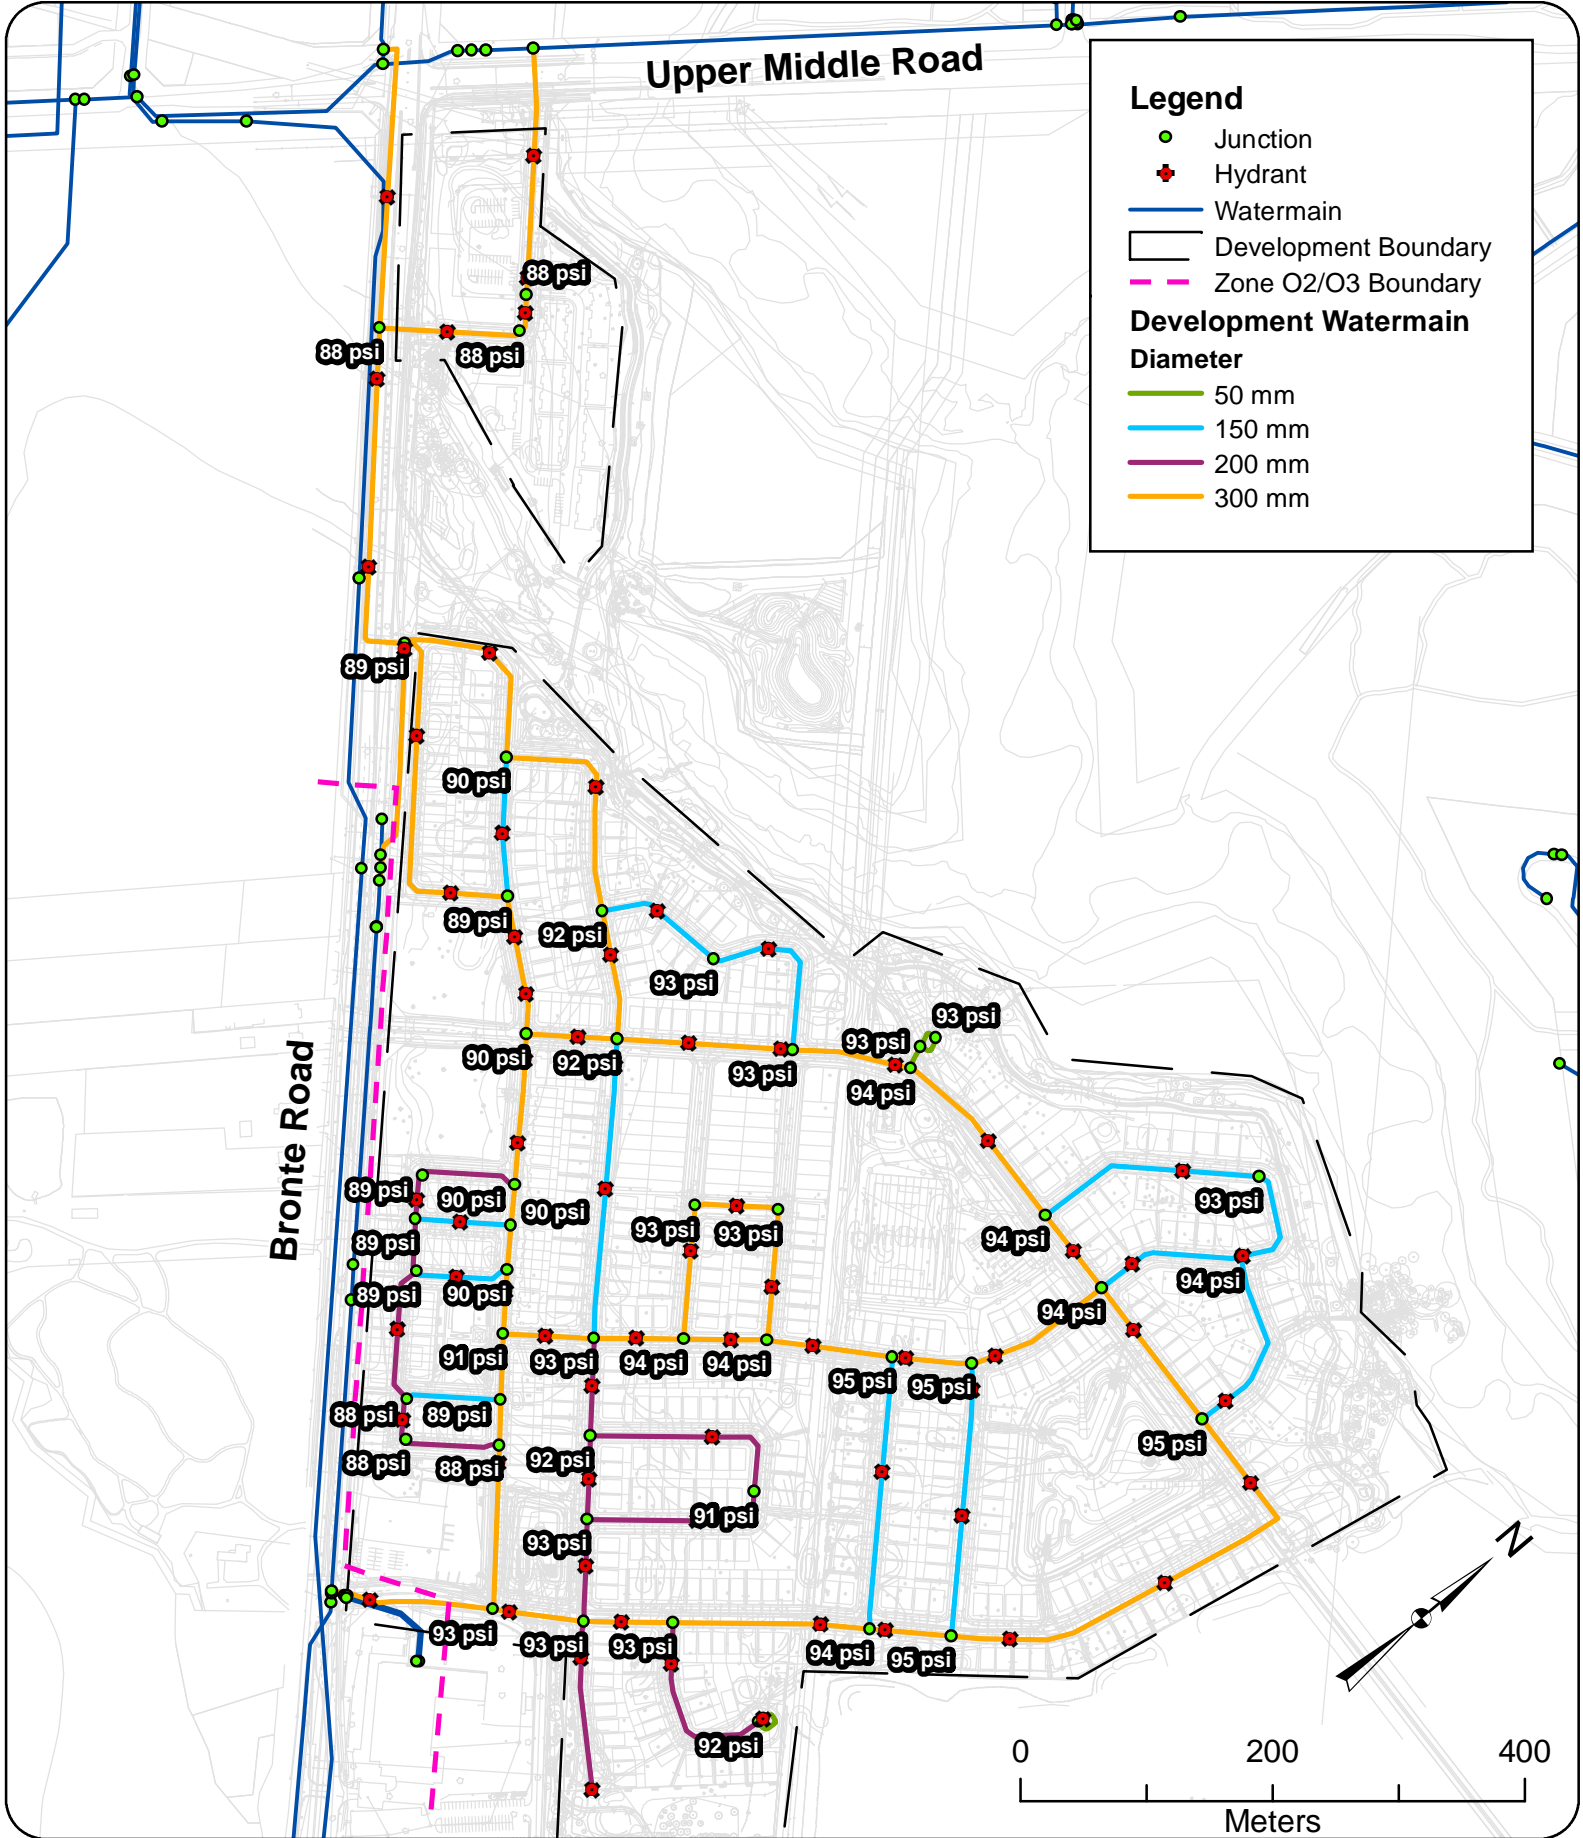 Upper Middle Road
Legend
Junction
Hydrant
Watermain
Development Boundary
Zone O2/O3 Boundary
Development Watermain
Diameter
50 mm
150 mm
200 mm
300 mm
88 psi
88 psi
88 psi
89 psi
90 psi
89 psi
92 psi
93 psi
93 psi
93 psi
90 psi
92 psi
93 psi
94 psi
Bronte Road
89 psi
90 psi
90 psi
93 psi
93 psi
94 psi
93 psi
89 psi
89 psi
90 psi
94 psi
94 psi
91 psi
93 psi
94 psi
94 psi
95 psi
95 psi
88 psi
89 psi
88 psi
88 psi
92 psi
95 psi
91 psi
93 psi
N
93 psi
93 psi
93 psi
94 psi
95 psi
92 psi
0 200 400
Meters